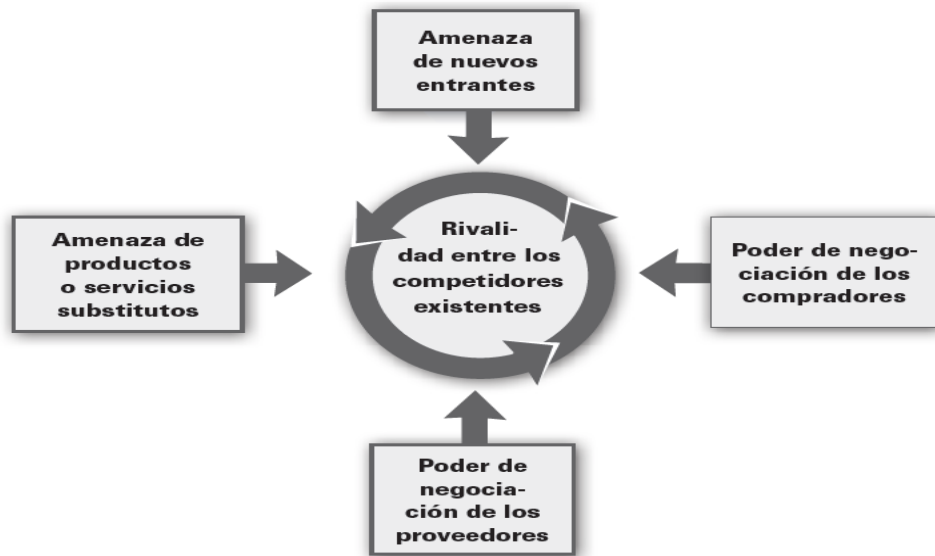 Amenaza
de nuevos
entrantes
Amenaza de
productos
o servicios
substitutos
Rivali-
dad entre los
competidores
existentes
Poder de nego-
ciación de los
compradores
Poder de
negocia-
ción de los
proveedores